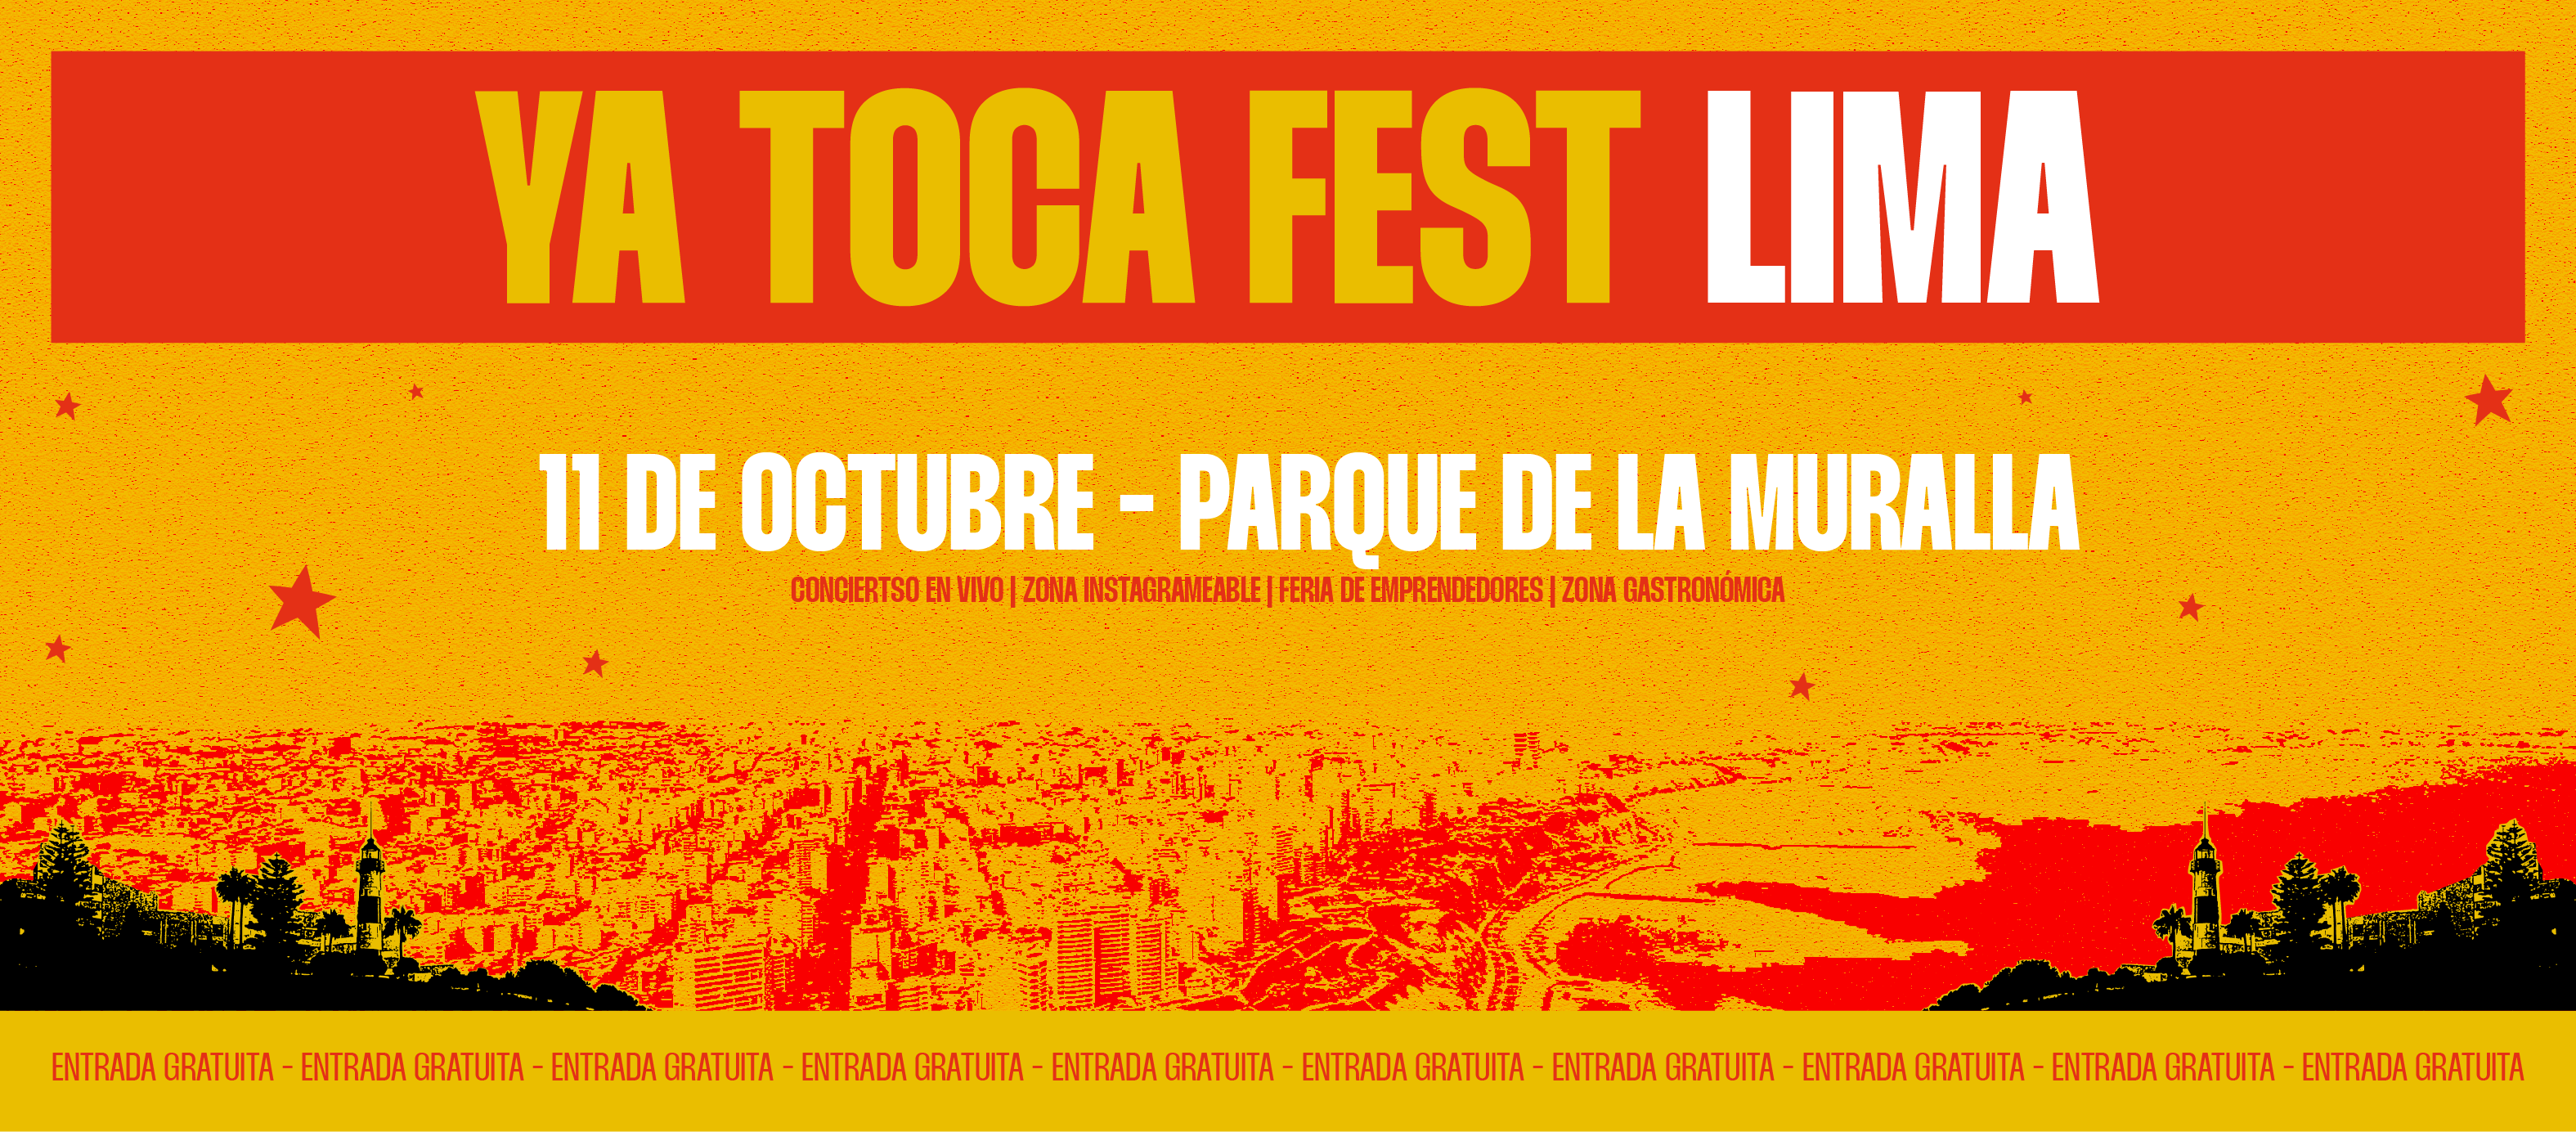 YA TOCA FEST LIMA
11 DE OCTUBRE - PARQUE DE LA MURALLA
CONCIERTSO EN VIVO | ZONA INSTAGRAMEABLE | FERIA DE EMPRENDEDORES | ZONA GASTRONÓMICA
ENTRADA GRATUITA - ENTRADA GRATUITA - ENTRADA GRATUITA - ENTRADA GRATUITA - ENTRADA GRATUITA - ENTRADA GRATUITA - ENTRADA GRATUITA - ENTRADA GRATUITA - ENTRADA GRATUITA - ENTRADA GRATUITA